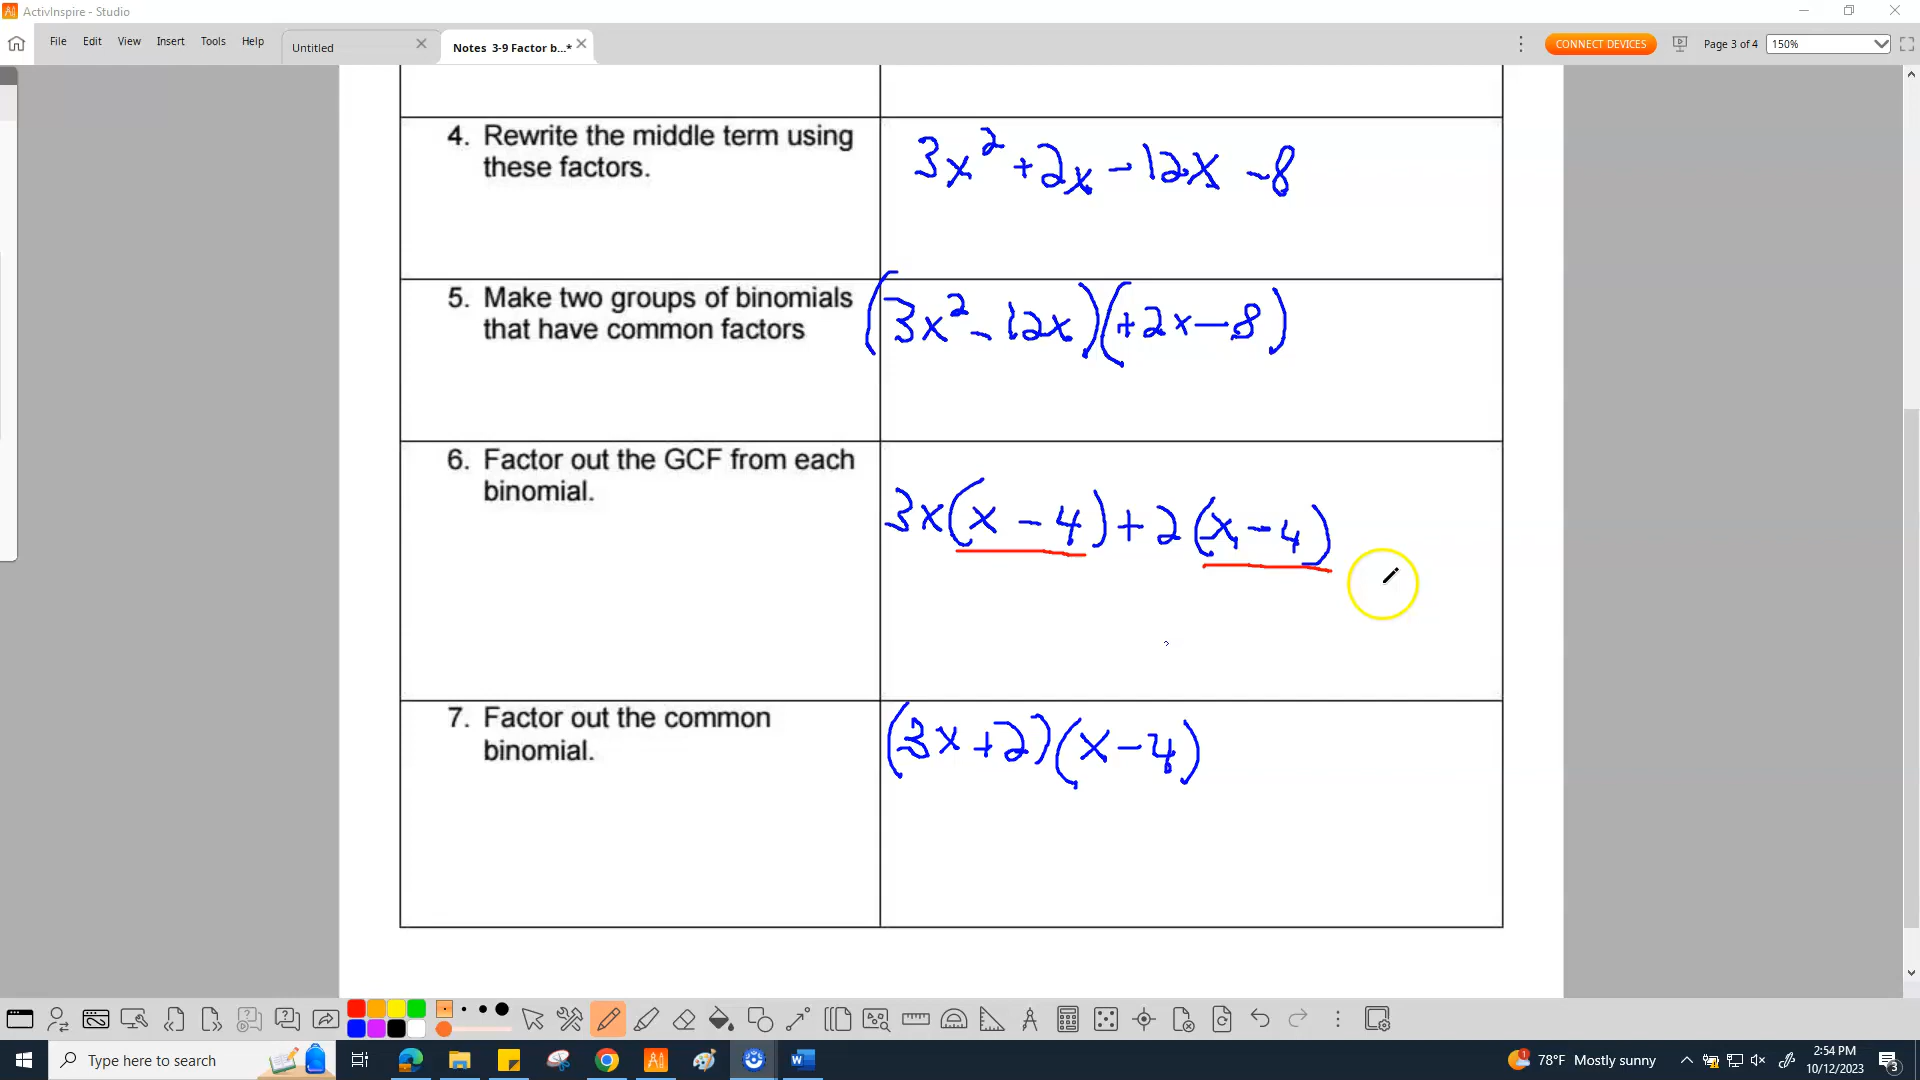 ActivInspire - Studio
File Edit View Insert Tools Help
Untitled
Notes 3-9 Factor b...*
CONNECT DEVICES
Page 3 of 4
150%
4. Rewrite the middle term using
these factors.
3x² + 2x - 12x - 8
5. Make two groups of binomials
that have common factors
(3x² - 12x)(+2x - 8)
6. Factor out the GCF from each
binomial.
3x(x - 4) + 2(x - 4)
7. Factor out the common
binomial.
(3x + 2)(x - 4)
Type here to search
78°F Mostly sunny
2:54 PM
10/12/2023
3